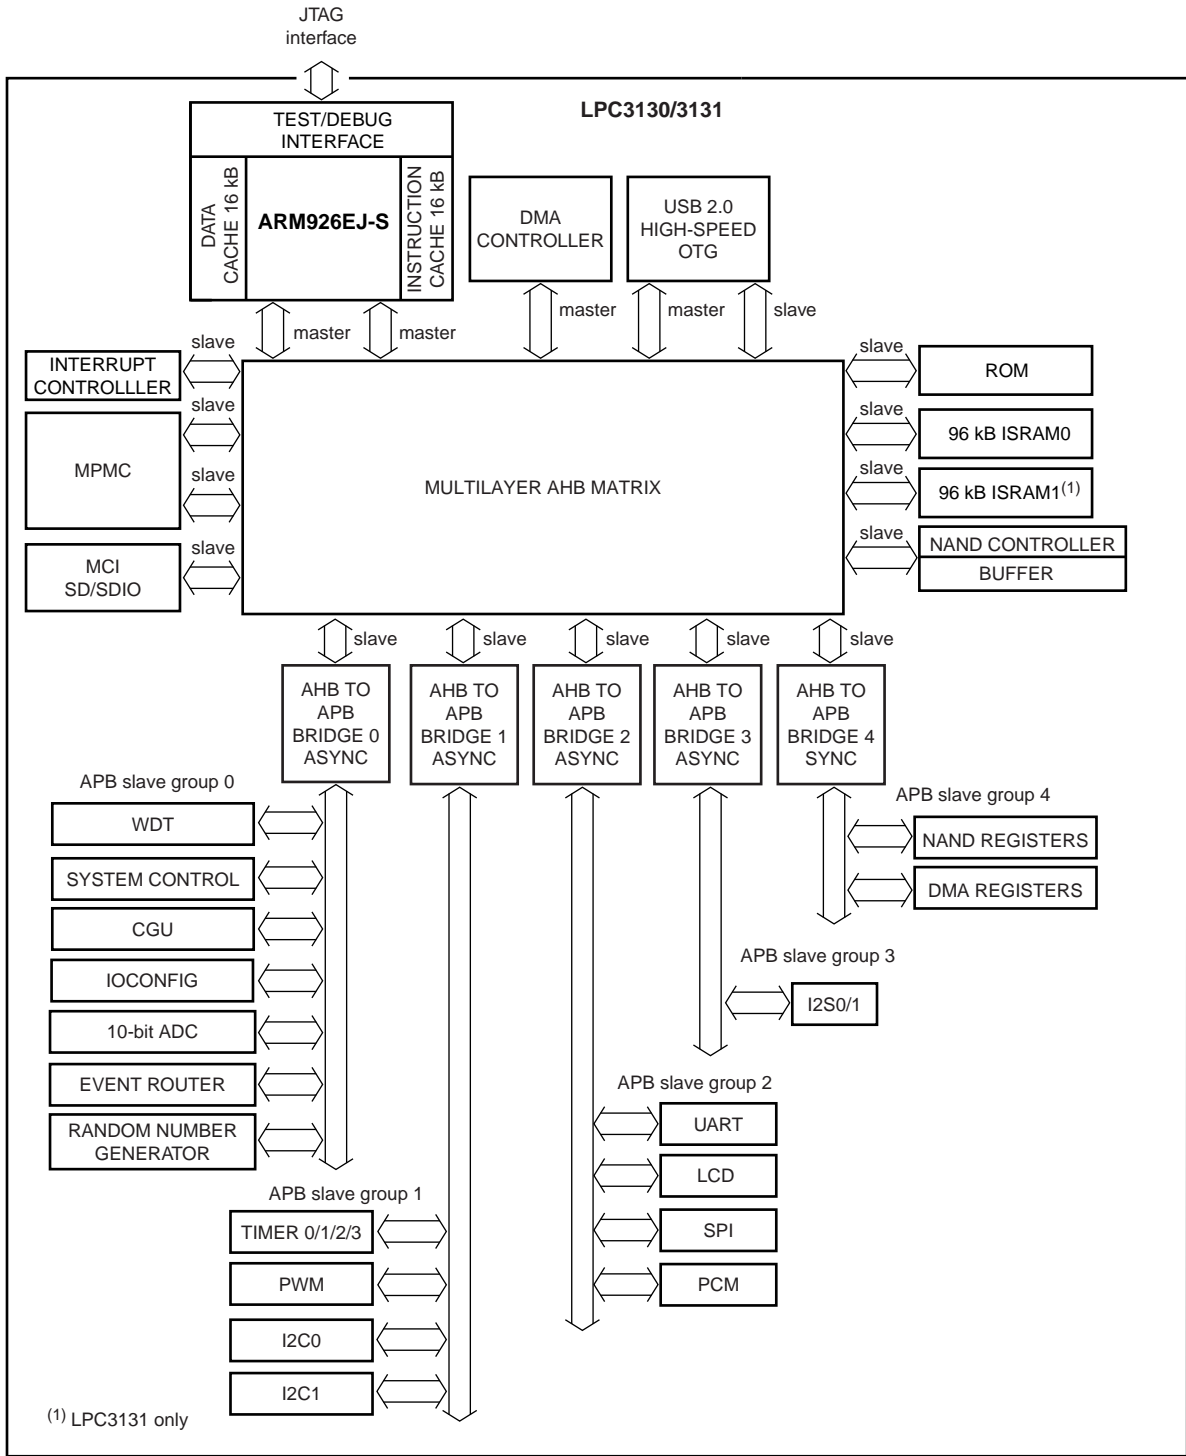 JTAG
interface
LPC3130/3131
TEST/DEBUG
INTERFACE
DATA
CACHE 16 kB
ARM926EJ-S
INSTRUCTION
CACHE 16 kB
DMA
CONTROLLER
USB 2.0
HIGH-SPEED
OTG
master
master
master
master
slave
slave
INTERRUPT
CONTROLLLER
slave
MPMC
slave
slave
MCI
SD/SDIO
MULTILAYER AHB MATRIX
slave
ROM
slave
96 kB ISRAM0
slave
96 kB ISRAM1(1)
slave
NAND CONTROLLER
BUFFER
slave
slave
slave
slave
slave
AHB TO
APB
BRIDGE 0
ASYNC
AHB TO
APB
BRIDGE 1
ASYNC
AHB TO
APB
BRIDGE 2
ASYNC
AHB TO
APB
BRIDGE 3
ASYNC
AHB TO
APB
BRIDGE 4
SYNC
APB slave group 0
WDT
SYSTEM CONTROL
CGU
IOCONFIG
10-bit ADC
EVENT ROUTER
RANDOM NUMBER
GENERATOR
APB slave group 4
NAND REGISTERS
DMA REGISTERS
APB slave group 3
I2S0/1
APB slave group 2
UART
LCD
SPI
PCM
APB slave group 1
TIMER 0/1/2/3
PWM
I2C0
I2C1
(1) LPC3131 only